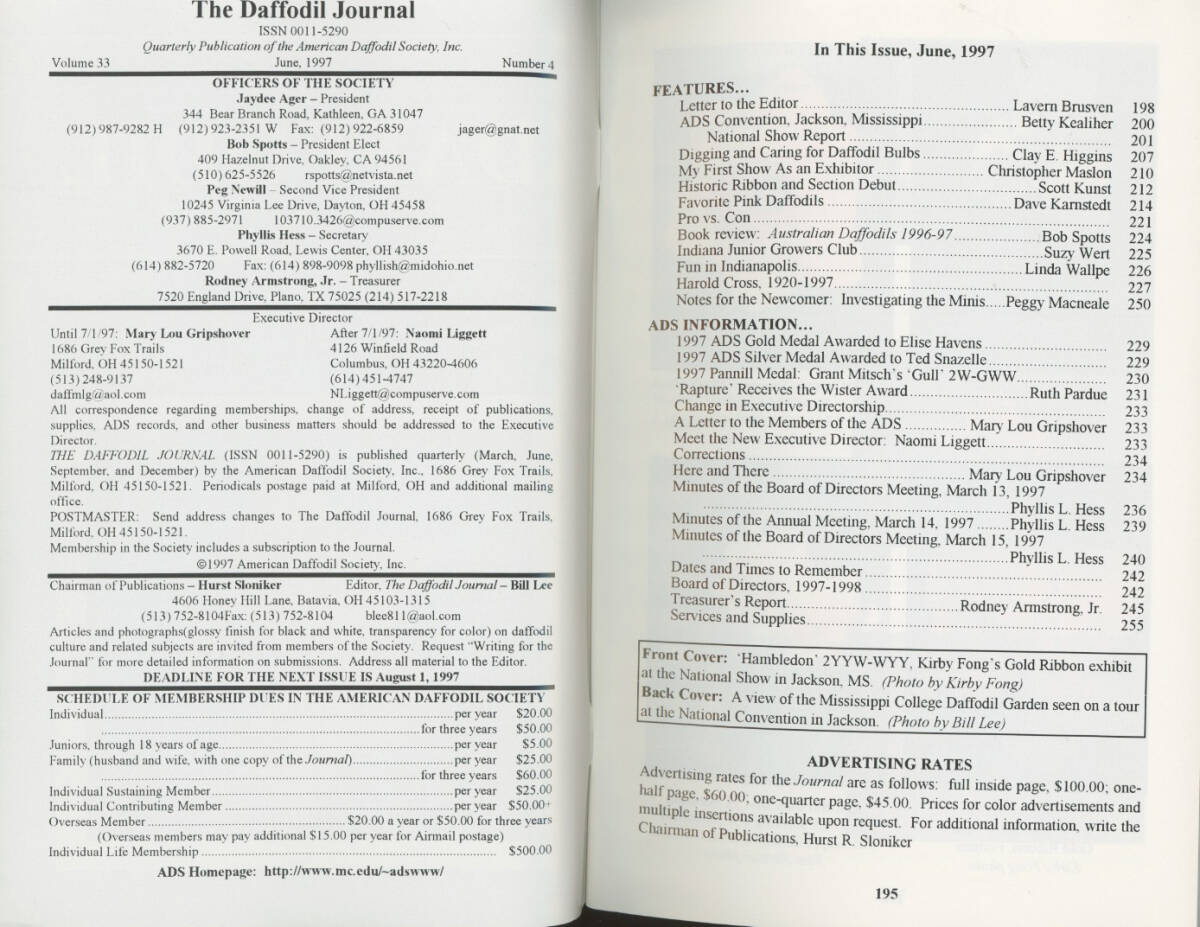 The Daffodil Journal
ISSN 0011-5290
Quarterly Publication of the American Daffodil Society, Inc.
Volume 33 June, 1997 Number 4
OFFICERS OF THE SOCIETY
Jaydee Ager – President
344 Bear Branch Road, Kathleen, GA 31047
(912) 987-9282 H (912) 923-2351 W Fax: (912) 922-6859 jager@gnat.net
Bob Spotts – President Elect
409 Hazelnut Drive, Oakley, CA 94561
(510) 625-5526 rspotts@netvista.net
Peg Newill – Second Vice President
10245 Virginia Lee Drive, Dayton, OH 45458
(937) 885-2971 103710.3426@compuserve.com
Phyllis Hess – Secretary
3670 E. Powell Road, Lewis Center, OH 43035
(614) 882-5720 Fax: (614) 898-9098 phyllish@midohio.net
Rodney Armstrong, Jr. – Treasurer
7520 England Drive, Plano, TX 75025 (214) 517-2218
Executive Director
Until 7/1/97: Mary Lou Gripshover After 7/1/97: Naomi Liggett
1686 Grey Fox Trails 4126 Winfield Road
Milford, OH 45150-1521 Columbus, OH 43220-4606
(513) 248-9137 (614) 451-4747
daffmlg@aol.com NLiggett@compuserve.com
All correspondence regarding memberships, change of address, receipt of publications,
supplies, ADS records, and other business matters should be addressed to the Executive
Director.
THE DAFFODIL JOURNAL (ISSN 0011-5290) is published quarterly (March, June,
September, and December) by the American Daffodil Society, Inc., 1686 Grey Fox Trails,
Milford, OH 45150-1521. Periodicals postage paid at Milford, OH and additional mailing
office.
POSTMASTER: Send address changes to The Daffodil Journal, 1686 Grey Fox Trails,
Milford, OH 45150-1521.
Membership in the Society includes a subscription to the Journal.
©1997 American Daffodil Society, Inc.
Chairman of Publications – Hurst Sloniker Editor, The Daffodil Journal – Bill Lee
4606 Honey Hill Lane, Batavia, OH 45103-1315
(513) 752-8104Fax: (513) 752-8104 blee811@aol.com
Articles and photographs(glossy finish for black and white, transparency for color) on daffodil
culture and related subjects are invited from members of the Society. Request "Writing for the
Journal" for more detailed information on submissions. Address all material to the Editor.
DEADLINE FOR THE NEXT ISSUE IS August 1, 1997
SCHEDULE OF MEMBERSHIP DUES IN THE AMERICAN DAFFODIL SOCIETY
Individual..........per year $20.00
..........for three years $50.00
Juniors, through 18 years of age..........per year $5.00
Family (husband and wife, with one copy of the Journal)..........per year $25.00
..........for three years $60.00
Individual Sustaining Member..........per year $25.00
Individual Contributing Member..........per year $50.00+
Overseas Member..........$20.00 a year or $50.00 for three years
(Overseas members may pay additional $15.00 per year for Airmail postage)
Individual Life Membership.......... $500.00
ADS Homepage: http://www.mc.edu/~adswww/
In This Issue, June, 1997
FEATURES...
Letter to the Editor.......... Lavern Brusven 198
ADS Convention, Jackson, Mississippi.......... Betty Kealiher 200
National Show Report.......... 201
Digging and Caring for Daffodil Bulbs.......... Clay E. Higgins 207
My First Show As an Exhibitor.......... Christopher Maslon 210
Historic Ribbon and Section Debut..........Scott Kunst 212
Favorite Pink Daffodils.......... Dave Karnstedt 214
Pro vs. Con.......... 221
Book review: Australian Daffodils 1996-97..........Bob Spotts 224
Indiana Junior Growers Club..........Suzy Wert 225
Fun in Indianapolis..........Linda Wallpe 226
Harold Cross, 1920-1997.......... 227
Notes for the Newcomer: Investigating the Minis.....Peggy Macneale 250
ADS INFORMATION...
1997 ADS Gold Medal Awarded to Elise Havens.......... 229
1997 ADS Silver Medal Awarded to Ted Snazelle.......... 229
1997 Pannill Medal: Grant Mitsch's 'Gull' 2W-GWW.......... 230
'Rapture' Receives the Wister Award..........Ruth Pardue 231
Change in Executive Directorship.......... 233
A Letter to the Members of the ADS.......... Mary Lou Gripshover 233
Meet the New Executive Director: Naomi Liggett.......... 233
Corrections.......... 234
Here and There.......... Mary Lou Gripshover 234
Minutes of the Board of Directors Meeting, March 13, 1997
..........Phyllis L. Hess 236
Minutes of the Annual Meeting, March 14, 1997 ........Phyllis L. Hess 239
Minutes of the Board of Directors Meeting, March 15, 1997
..........Phyllis L. Hess 240
Dates and Times to Remember.......... 242
Board of Directors, 1997-1998.......... 242
Treasurer's Report..........Rodney Armstrong, Jr. 245
Services and Supplies.......... 255
Front Cover: 'Hambledon' 2YYW-WYY, Kirby Fong's Gold Ribbon exhibit
at the National Show in Jackson, MS. (Photo by Kirby Fong)
Back Cover: A view of the Mississippi College Daffodil Garden seen on a tour
at the National Convention in Jackson. (Photo by Bill Lee)
ADVERTISING RATES
Advertising rates for the Journal are as follows: full inside page, $100.00; one-
half page, $60.00; one-quarter page, $45.00. Prices for color advertisements and
multiple insertions available upon request. For additional information, write the
Chairman of Publications, Hurst R. Sloniker
195